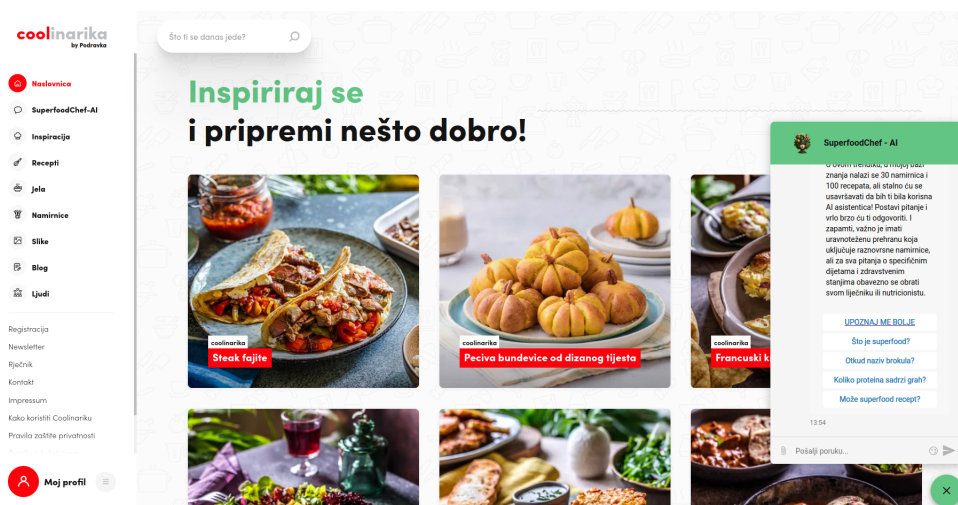 coolinarika
by Podravka
Naslovnica
SuperfoodChef-AI
Inspiracija
Recepti
Jela
Namirnice
Slike
Blog
Ljudi
Registracija
Newsletter
Rječnik
Kontakt
Impressum
Kako koristiti Coolinariku
Pravila zaštite privatnosti
Moj profil
Što ti se danas jede?
Inspiriraj se
i pripremi nešto dobro!
coolinarika
Steak fajite
coolinarika
Peciva bundevice od dizanog tijesta
coolinarika
Francuski
SuperfoodChef - AI
U ovom trenutku, u mojoj bazi
znanja nalazi se 30 namirnica i
100 recepata, ali stalno ću se
usavršavati da bih ti bila korisna
AI asistentica! Postavi pitanje i
vrlo brzo ću ti odgovoriti. I
zapamti, važno je imati
uravnoteženu prehranu koja
uključuje raznovrsne namirnice,
ali za sva pitanja o specifičnim
dijetama i zdravstvenim
stanjima obavezno se obrati
svom liječniku ili nutricionistu.
UPOZNAJ ME BOLJE
Što je superfood?
Otkud naziv brokula?
Koliko proteina sadrzi grah?
Može superfood recept?
13:54
Pošalji poruku...